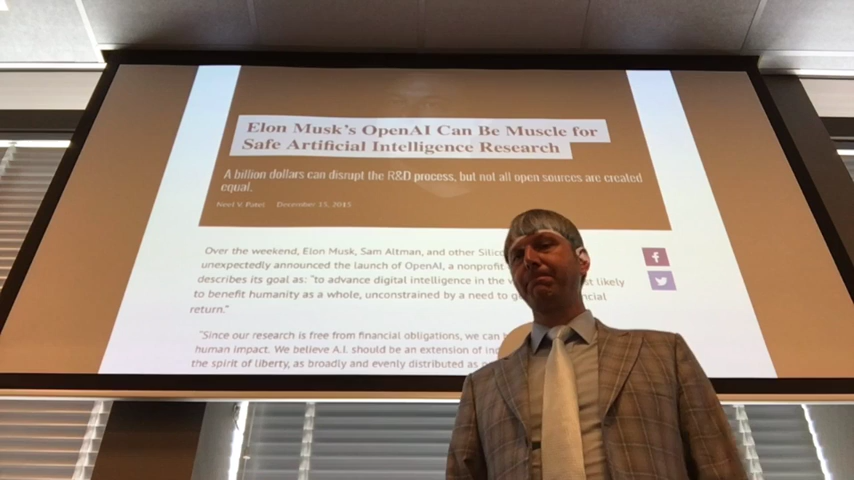 Elon Musk's OpenAI Can Be Muscle for
Safe Artificial Intelligence Research
A billion dollars can disrupt the R&D process, but not all open sources are created
equal.
Neel V. Patel December 15, 2015
Over the weekend, Elon Musk, Sam Altman, and other
unexpectedly announced the launch of OpenAI, a nonprofit
describes its goal as: "to advance digital intelligence in the likely
to benefit humanity as a whole, unconstrained by a need to
return."
"Since our research is free from financial obligations, we can
human impact. We believe A.I. should be an extension of
the spirit of liberty, as broadly and evenly distributed as